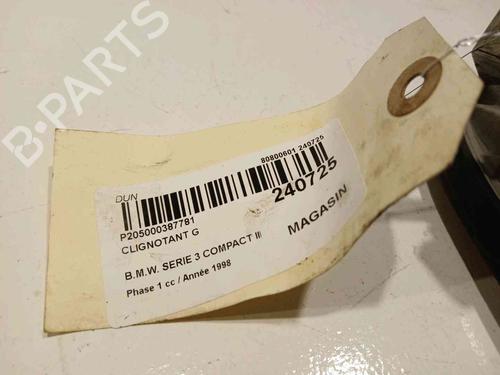 B-PARTS
DUN
80800601 240725
P205000387781
240725
CLIGNOTANT G
MAGASIN
B.M.W. SERIE 3 COMPACT III
Phase 1 cc / Année 1998